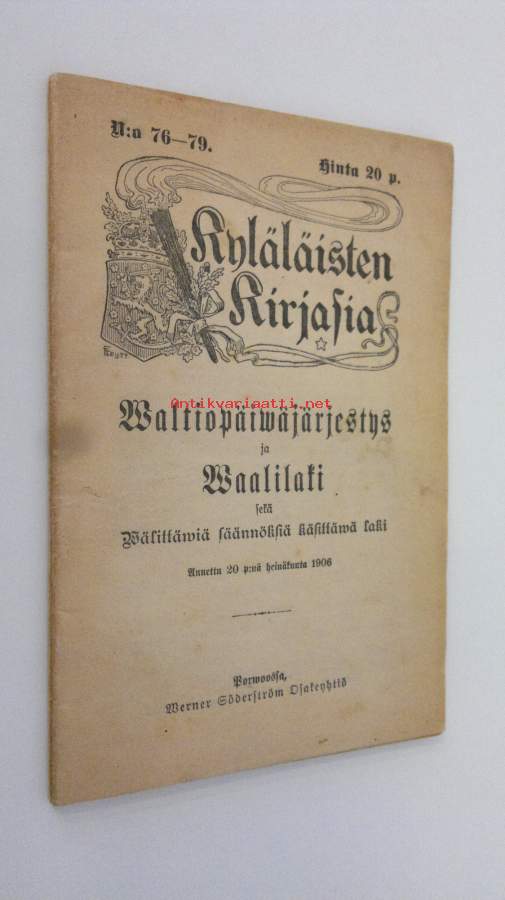 N:o 76—79.
Hinta 20 p.
Kyläläisten
Kirjasia
Antikvariaatti.net
Waltiopäiwäjärjestys
ja
Waalilaki
sekä
Wälittäwiä säännöksiä käsittäwä laki
Annettu 20 p:nä heinäkuuta 1906
Porwoossa,
Werner Söderström Osakeyhtiö